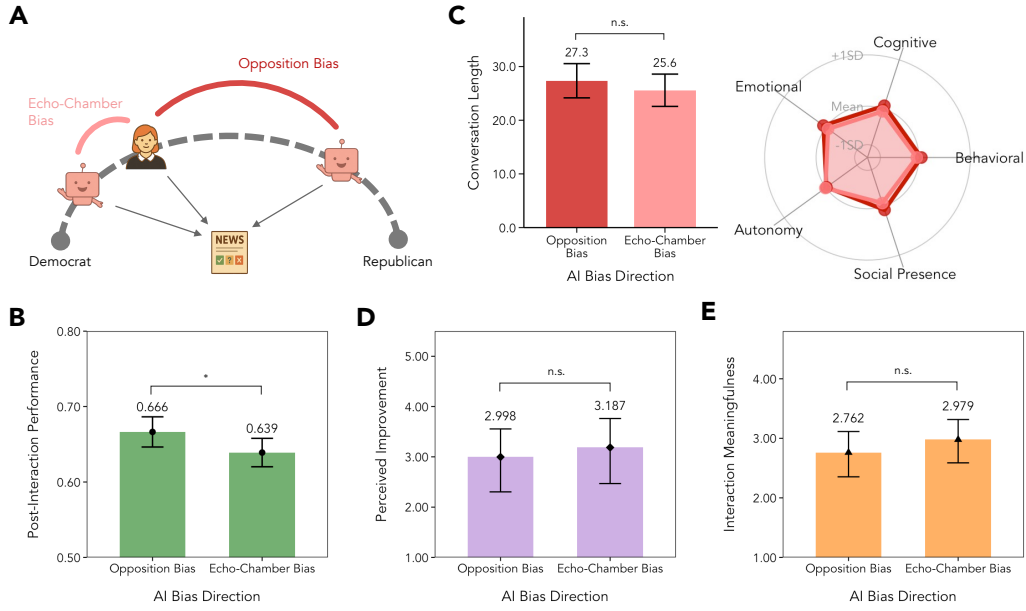 A
Opposition Bias
Echo-Chamber
Bias
NEWS
Democrat
Republican
C
Conversation Length
30.0
20.0
10.0
0.0
n.s.
27.3
25.6
Opposition
Bias
Echo-Chamber
Bias
AI Bias Direction
Cognitive
+1SD
Emotional
Mean
-1SD
Behavioral
Autonomy
Social Presence
B
Post-Interaction Performance
0.80
0.70
0.60
0.50
*
0.666
0.639
Opposition Bias
Echo-Chamber Bias
AI Bias Direction
D
Perceived Improvement
5.00
4.00
3.00
2.00
1.00
n.s.
2.998
3.187
Opposition Bias
Echo-Chamber Bias
AI Bias Direction
E
Interaction Meaningfulness
4.00
3.00
2.00
1.00
n.s.
2.762
2.979
Opposition Bias
Echo-Chamber Bias
AI Bias Direction